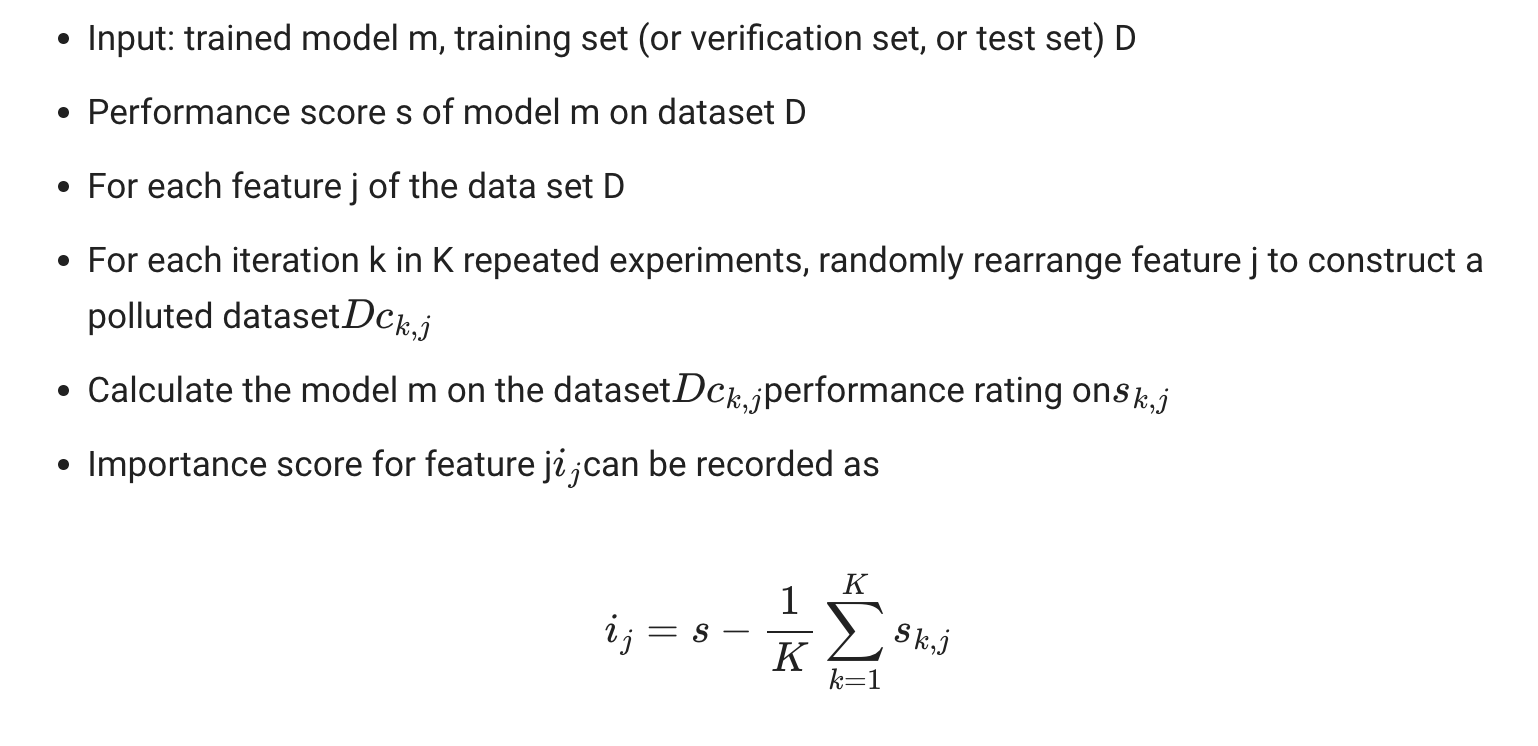 • Input: trained model m, training set (or verification set, or test set) D
• Performance score s of model m on dataset D
• For each feature j of the data set D
• For each iteration k in K repeated experiments, randomly rearrange feature j to construct a
polluted dataset$Dc_{k,j}$
• Calculate the model m on the dataset$Dc_{k,j}$performance rating on$s_{k,j}$
• Importance score for feature j$i_j$can be recorded as
$i_j = s - \frac{1}{K} \sum_{k=1}^{K} s_{k,j}$